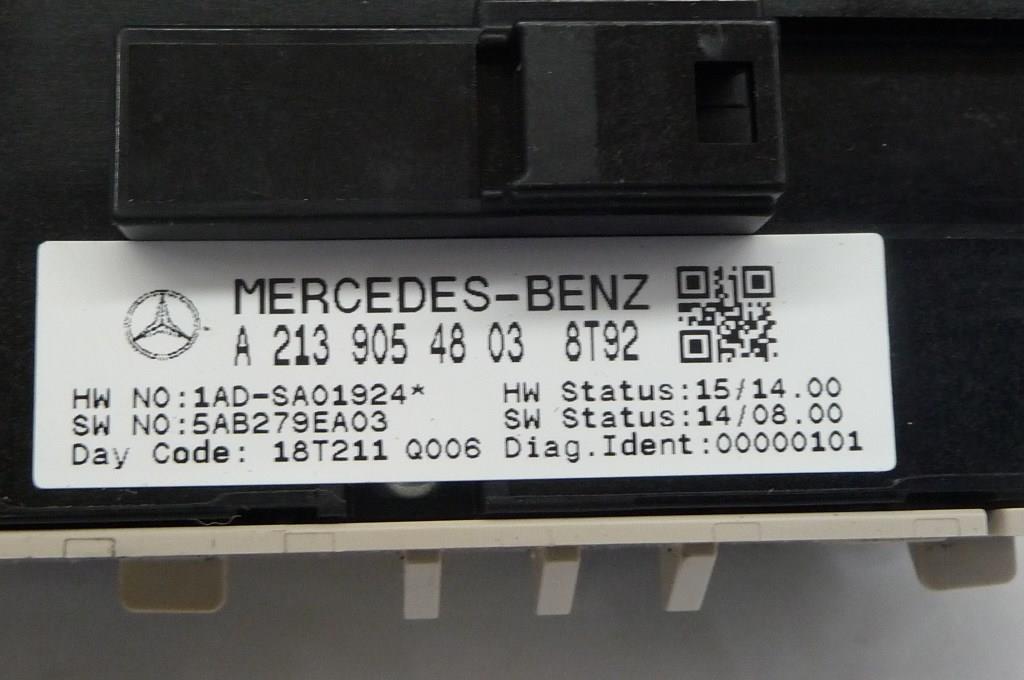 MERCEDES-BENZ
A 213 905 48 03 8T92
HW NO:1AD-SA01924* HW Status:15/14.00
SW NO:5AB279EA03 SW Status:14/08.00
Day Code: 18T211 Q006 Diag.Ident:00000101